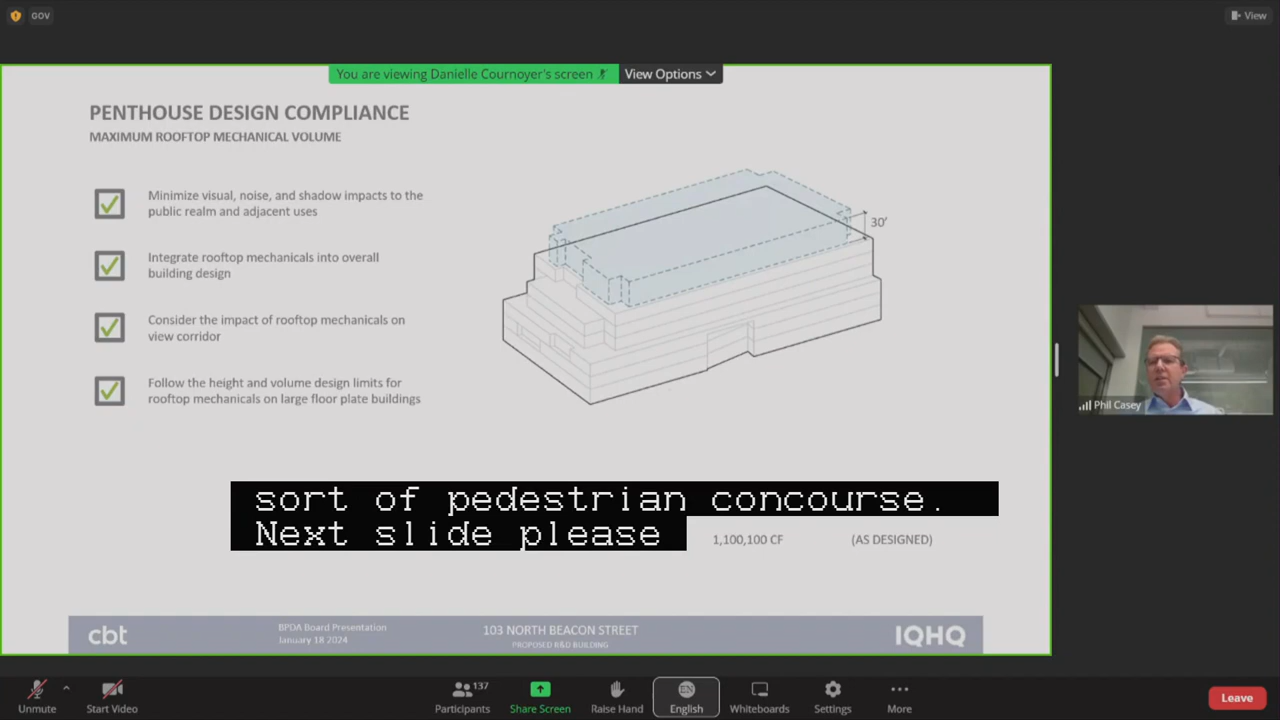 GOV
View
You are viewing Danielle Cournoyer's screen
View Options
PENTHOUSE DESIGN COMPLIANCE
MAXIMUM ROOFTOP MECHANICAL VOLUME
Minimize visual, noise, and shadow impacts to the
public realm and adjacent uses
Integrate rooftop mechanicals into overall
building design
Consider the impact of rooftop mechanicals on
view corridor
Follow the height and volume design limits for
rooftop mechanicals on large floor plate buildings
30'
Phil Casey
sort of pedestrian concourse.
Next slide please
1,100,100 CF (AS DESIGNED)
cbt
BPDA Board Presentation
January 18 2024
103 NORTH BEACON STREET
PROPOSED R&D BUILDING
IQHQ
Unmute
Start Video
137
Participants
Share Screen
Raise Hand
EN
English
Whiteboards
Settings
More
Leave